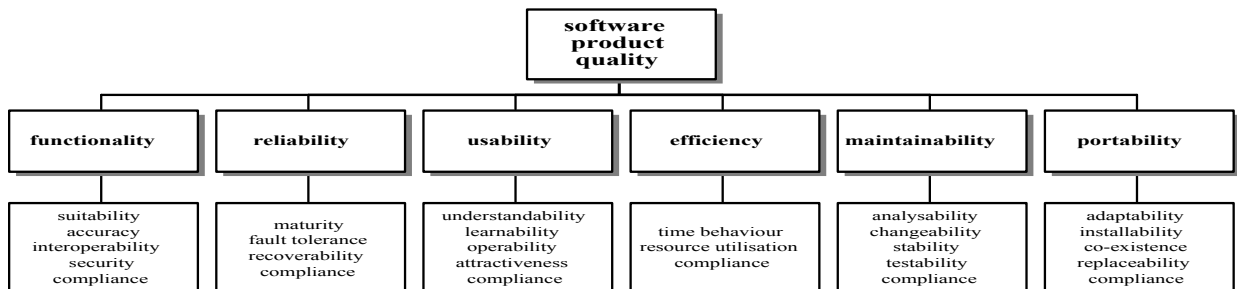 software
product
quality
functionality
reliability
usability
efficiency
maintainability
portability
suitability
accuracy
interoperability
security
compliance
maturity
fault tolerance
recoverability
compliance
understandability
learnability
operability
attractiveness
compliance
time behaviour
resource utilisation
compliance
analysability
changeability
stability
testability
compliance
adaptability
installability
co-existence
replaceability
compliance